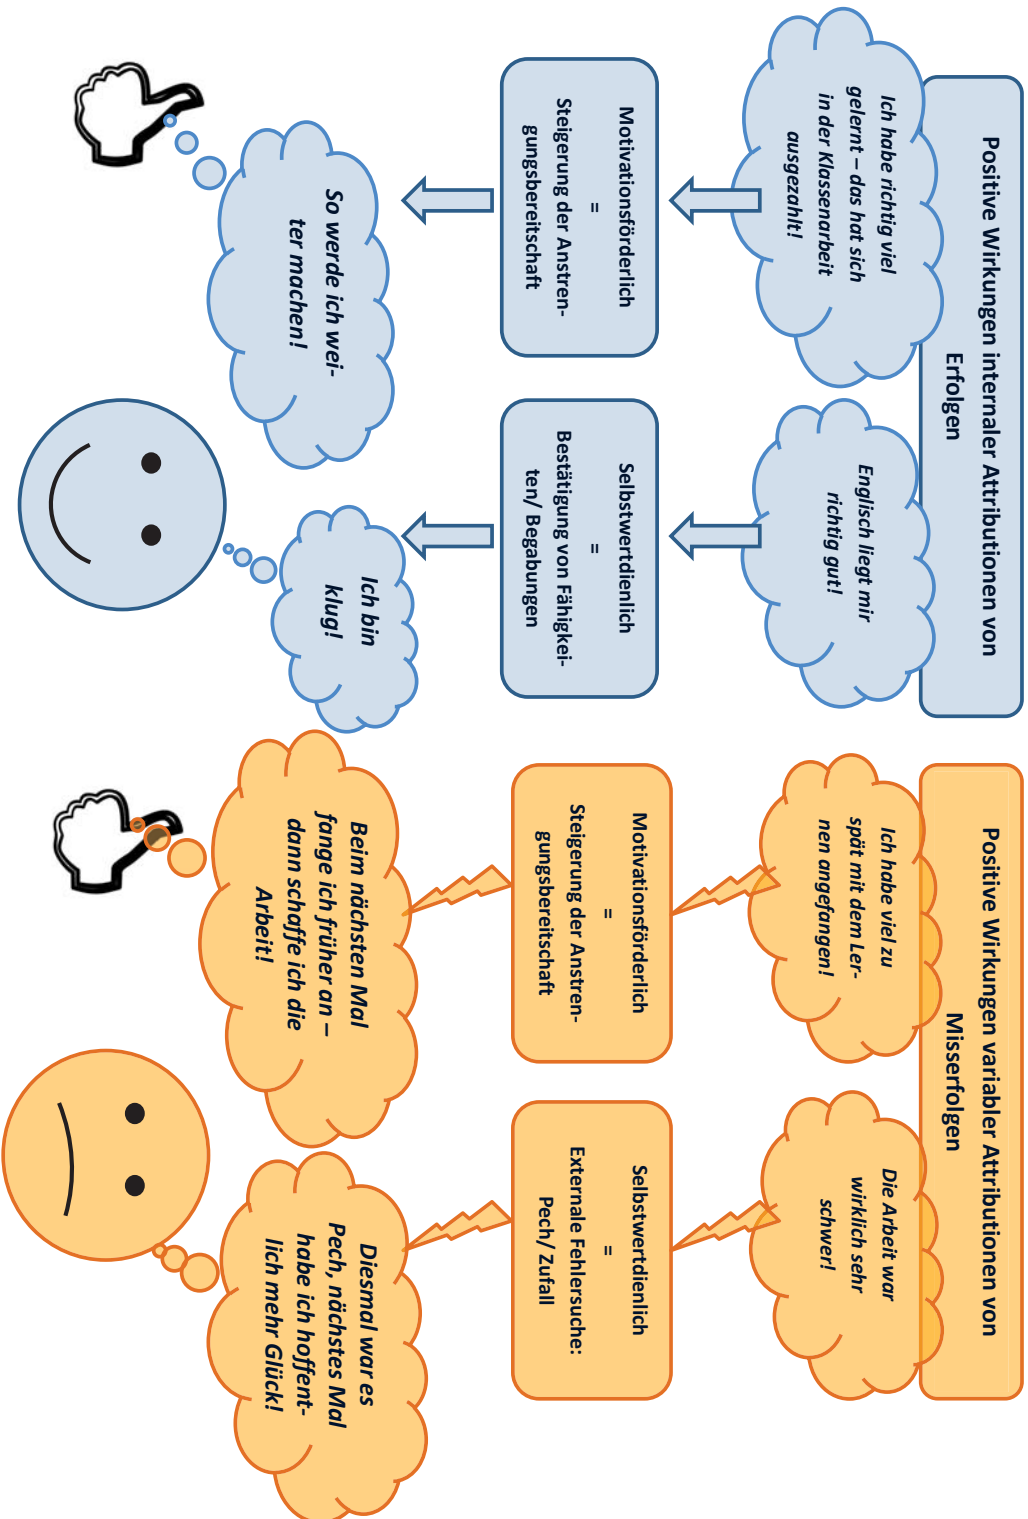 Positive Wirkungen internaler Attributionen von
Erfolgen
Ich habe richtig viel
gelernt – das hat sich
in der Klassenarbeit
ausgezahlt!
Englisch liegt mir
richtig gut!
Motivationsförderlich
=
Steigerung der Anstren-
gungsbereitschaft
Selbstwertdienlich
=
Bestätigung von Fähigkei-
ten/ Begabungen
So werde ich wei-
ter machen!
Ich bin
klug!
Positive Wirkungen variabler Attributionen von
Misserfolgen
Ich habe viel zu
spät mit dem Ler-
nen angefangen!
Die Arbeit war
wirklich sehr
schwer!
Motivationsförderlich
=
Steigerung der Anstren-
gungsbereitschaft
Selbstwertdienlich
=
Externale Fehlersuche:
Pech/ Zufall
Beim nächsten Mal
fange ich früher an –
dann schaffe ich die
Arbeit!
Diesmal war es
Pech, nächstes Mal
habe ich hoffent-
lich mehr Glück!